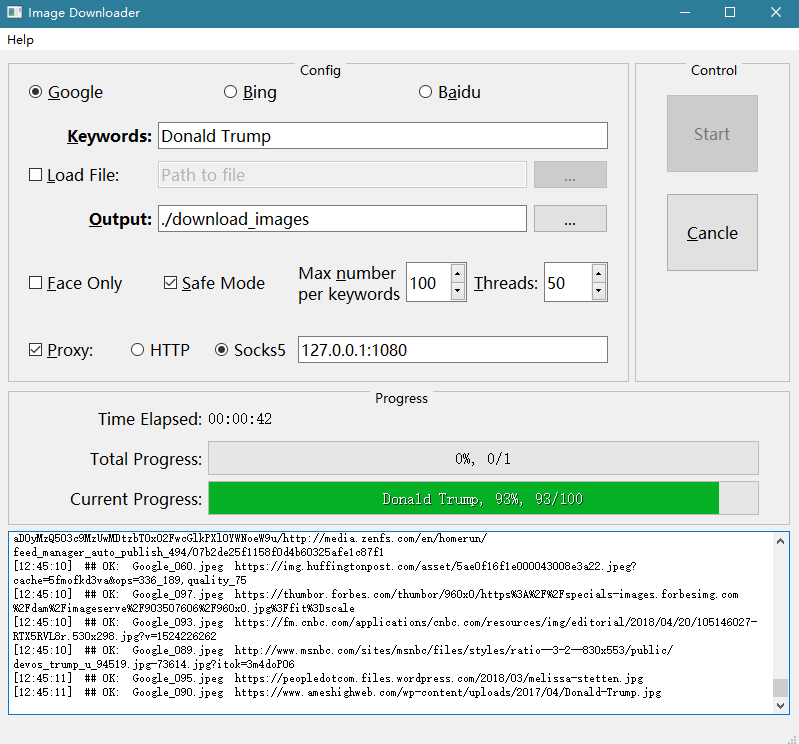 Image Downloader
Help
Config
Google Bing Baidu
Keywords: Donald Trump
Load File: Path to file ...
Output: ./download_images ...
Face Only Safe Mode Max number per keywords 100 Threads: 50
Proxy: HTTP Socks5 127.0.0.1:1080
Control
Start
Cancle
Progress
Time Elapsed: 00:00:42
Total Progress: 0%, 0/1
Current Progress: Donald Trump, 93%, 93/100
aDOyMzQ5O3c9MzUwMDtzbT0xO2FwcGlkPXlOYWNoeW9u/http://media.zenfs.com/en/homerun/
feed_manager_auto_publish_494/07b2de25f1158f0d4b60325afe1c87f1
[12:45:10] ## OK: Google_060.jpeg https://img.huffingtonpost.com/asset/5ae0f16f1e000043008e3a22.jpeg?
cache=5fmofkd3va&ops=336_189,quality_75
[12:45:10] ## OK: Google_097.jpeg https://thumbor.forbes.com/thumbor/960x0/https%3A%2F%2Fspecials-images.forbesimg.com
%2Fdam%2Fimageserve%2F903507606%2F960x0.jpg%3Ffit%3Dscale
[12:45:10] ## OK: Google_093.jpeg https://fm.cnbc.com/applications/cnbc.com/resources/img/editorial/2018/04/20/105146027-
RTX5RVL8r.530x298.jpg?v=1524226262
[12:45:10] ## OK: Google_089.jpeg http://www.msnbc.com/sites/msnbc/files/styles/ratio--3-2--830x553/public/
devos_trump_u_94519.jpg-73614.jpg?itok=3m4doP06
[12:45:11] ## OK: Google_095.jpeg https://peopledotcom.files.wordpress.com/2018/03/melissa-stetten.jpg
[12:45:11] ## OK: Google_090.jpeg https://www.ameshighweb.com/wp-content/uploads/2017/04/Donald-Trump.jpg